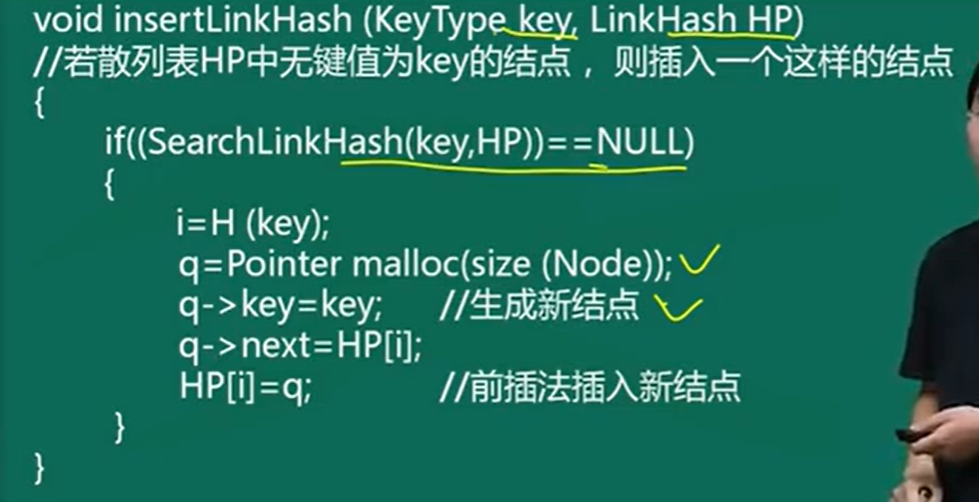 void insertLinkHash (KeyType key, LinkHash HP)
//若散列表HP中无键值为key的结点，则插入一个这样的结点
{
if((SearchLinkHash(key,HP))==NULL)
{
i=H (key);
q=Pointer malloc(size (Node));
q->key=key; //生成新结点
q->next=HP[i];
HP[i]=q; //前插法插入新结点
}
}